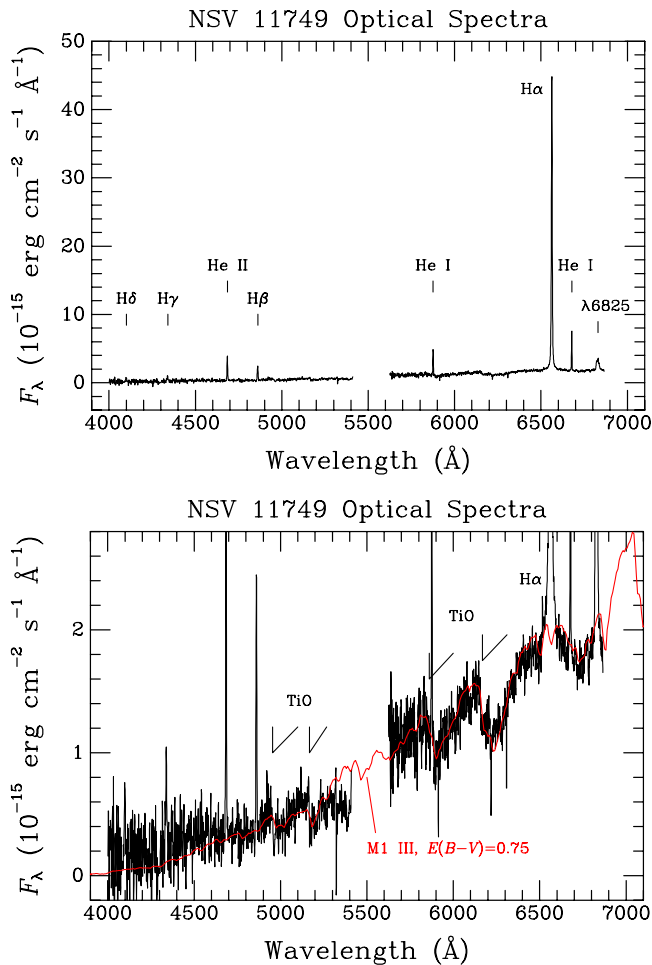 NSV 11749 Optical Spectra
50
40
30
20
10
0
Hα
He II
He I
He I
Hδ
Hγ
Hβ
λ6825
4000 4500 5000 5500 6000 6500 7000
Wavelength (Å)
F_λ (10^−15 erg cm^−2 s^−1 Å^−1)
NSV 11749 Optical Spectra
2
1
0
Hα
TiO
TiO
M1 III, E(B−V)=0.75
4000 4500 5000 5500 6000 6500 7000
Wavelength (Å)
F_λ (10^−15 erg cm^−2 s^−1 Å^−1)